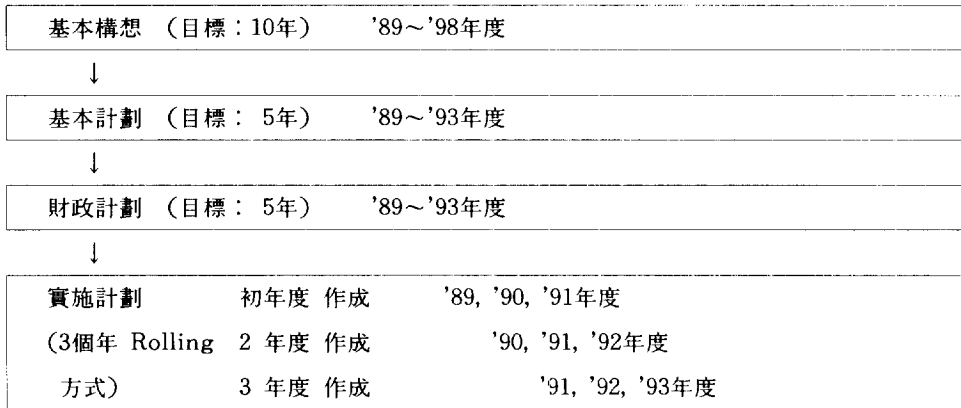 基本構想 (目標：10年) '89～'98年度
↓
基本計劃 (目標： 5年) '89～'93年度
↓
財政計劃 (目標： 5年) '89～'93年度
↓
實施計劃 初年度 作成 '89, '90, '91年度
(3個年 Rolling 2 年度 作成 '90, '91, '92年度
方式) 3 年度 作成 '91, '92, '93年度